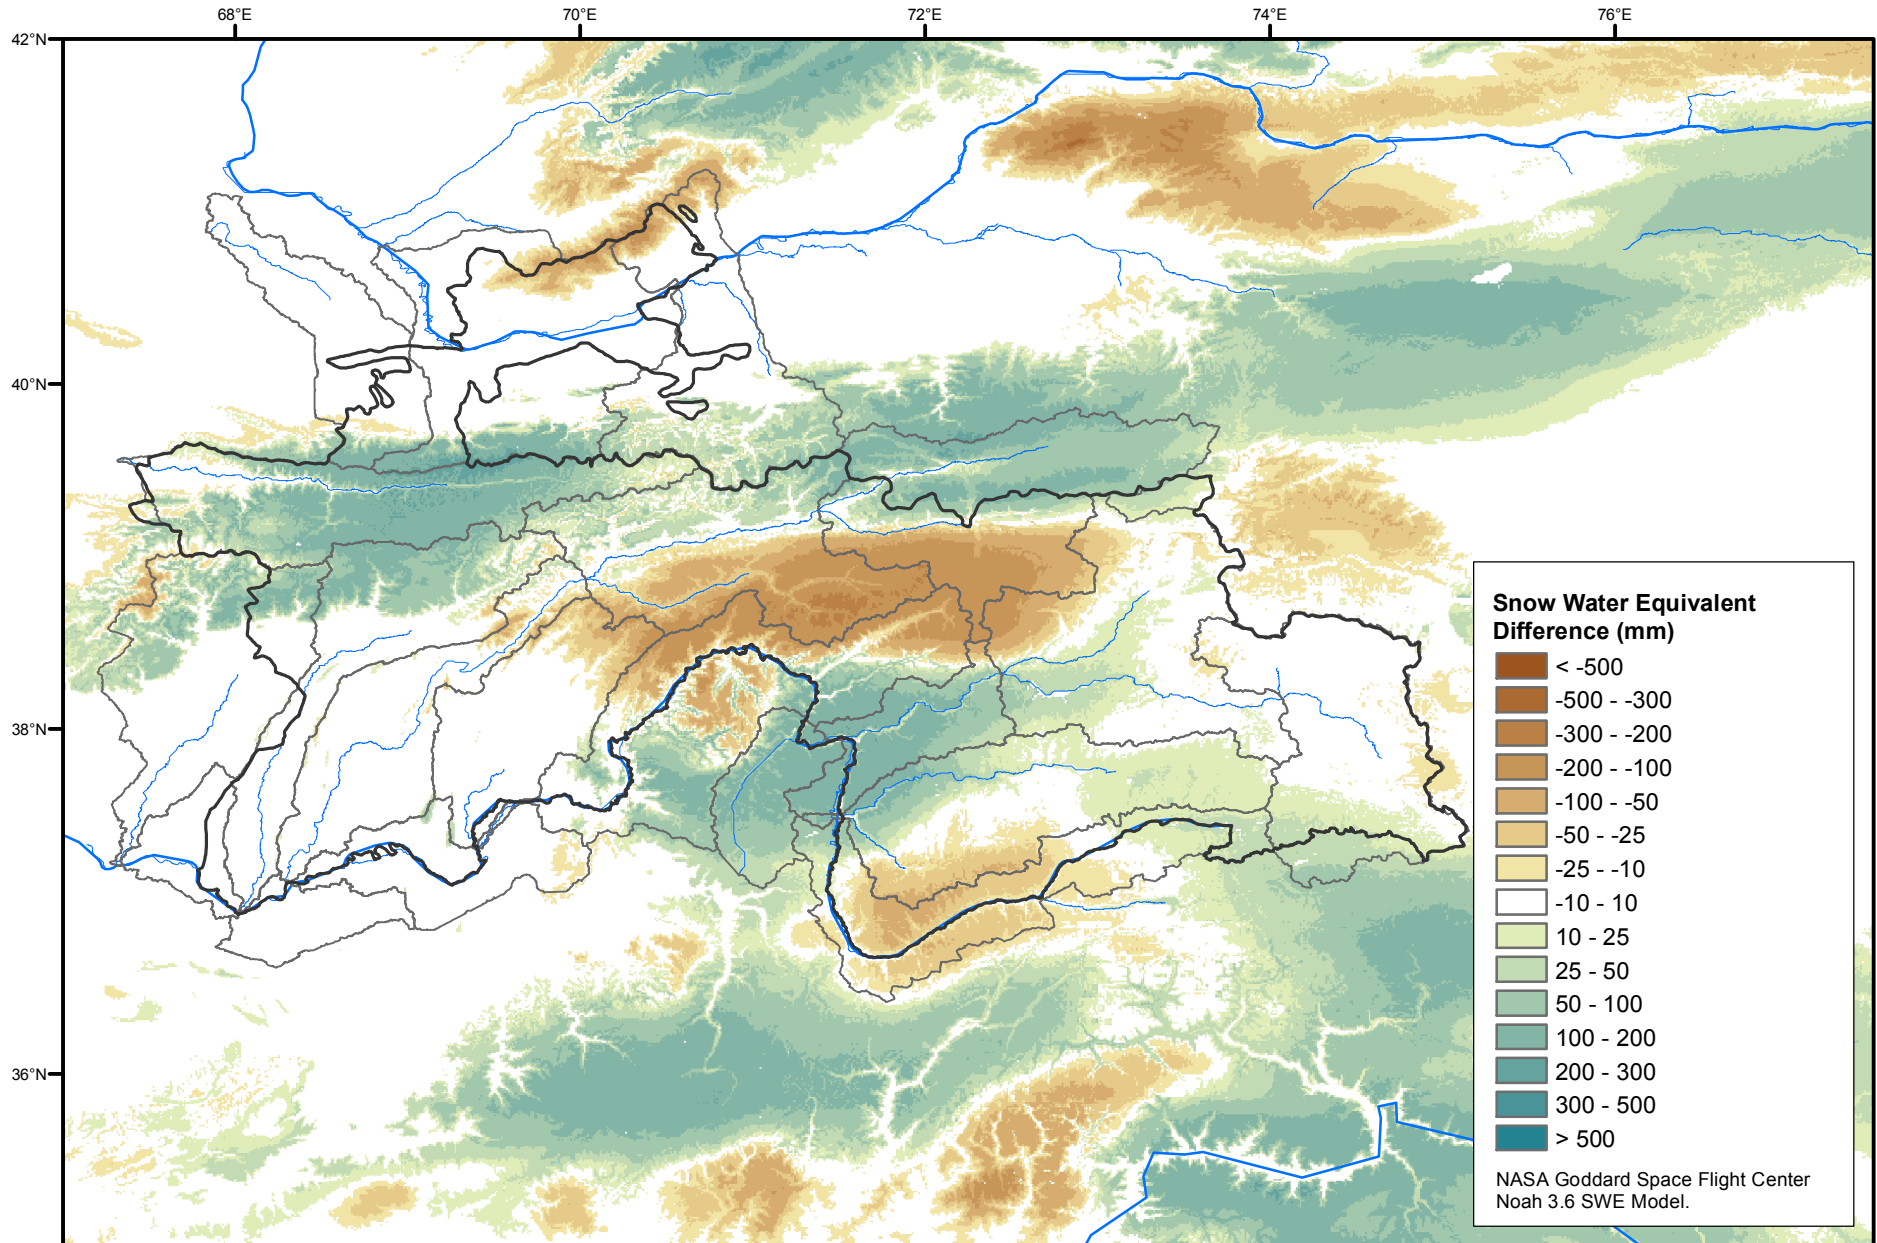 68°E 70°E 72°E 74°E 76°E
42°N
40°N
38°N
36°N
Snow Water Equivalent
Difference (mm)
< -500
-500 - -300
-300 - -200
-200 - -100
-100 - -50
-50 - -25
-25 - -10
-10 - 10
10 - 25
25 - 50
50 - 100
100 - 200
200 - 300
300 - 500
> 500
NASA Goddard Space Flight Center
Noah 3.6 SWE Model.